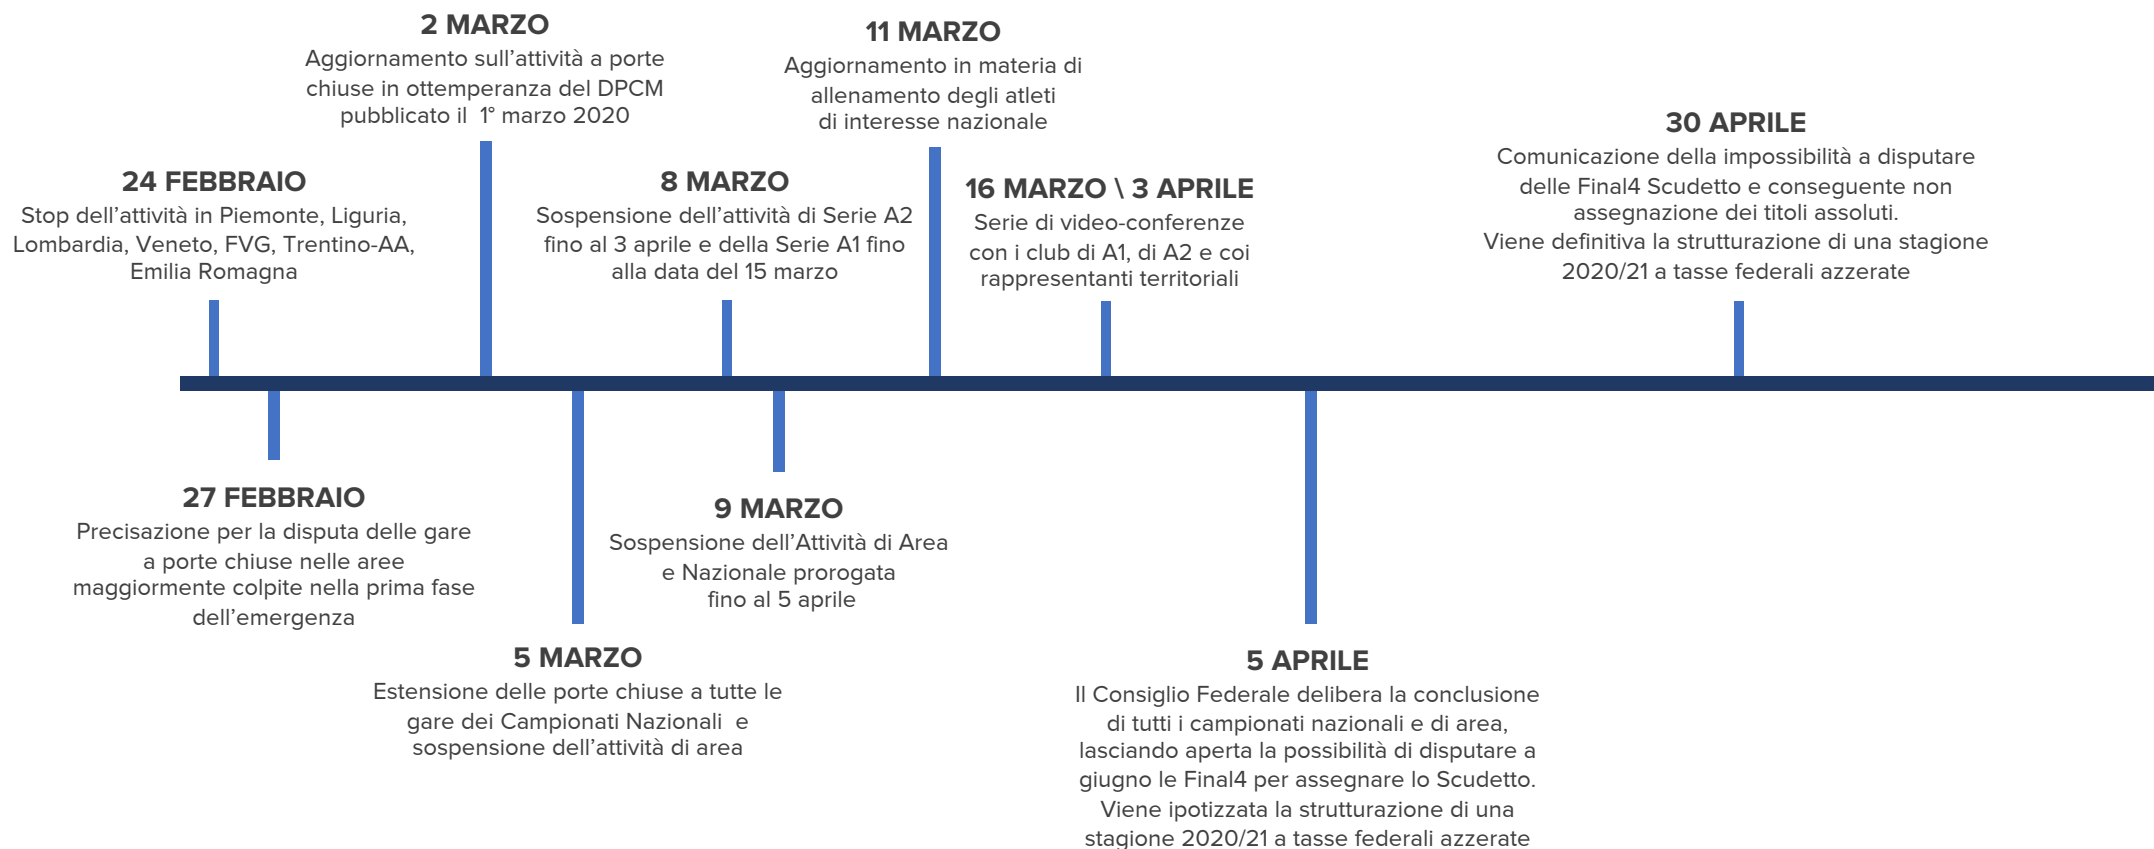 2 MARZO
Aggiornamento sull'attività a porte
chiuse in ottemperanza del DPCM
pubblicato il 1° marzo 2020
11 MARZO
Aggiornamento in materia di
allenamento degli atleti
di interesse nazionale
30 APRILE
Comunicazione della impossibilità a disputare
delle Final4 Scudetto e conseguente non
assegnazione dei titoli assoluti.
Viene definitiva la strutturazione di una stagione
2020/21 a tasse federali azzerate
24 FEBBRAIO
Stop dell'attività in Piemonte, Liguria,
Lombardia, Veneto, FVG, Trentino-AA,
Emilia Romagna
8 MARZO
Sospensione dell'attività di Serie A2
fino al 3 aprile e della Serie A1 fino
alla data del 15 marzo
16 MARZO \ 3 APRILE
Serie di video-conferenze
con i club di A1, di A2 e coi
rappresentanti territoriali
27 FEBBRAIO
Precisazione per la disputa delle gare
a porte chiuse nelle aree
maggiormente colpite nella prima fase
dell'emergenza
9 MARZO
Sospensione dell'Attività di Area
e Nazionale prorogata
fino al 5 aprile
5 MARZO
Estensione delle porte chiuse a tutte le
gare dei Campionati Nazionali e
sospensione dell'attività di area
5 APRILE
Il Consiglio Federale delibera la conclusione
di tutti i campionati nazionali e di area,
lasciando aperta la possibilità di disputare a
giugno le Final4 per assegnare lo Scudetto.
Viene ipotizzata la strutturazione di una
stagione 2020/21 a tasse federali azzerate